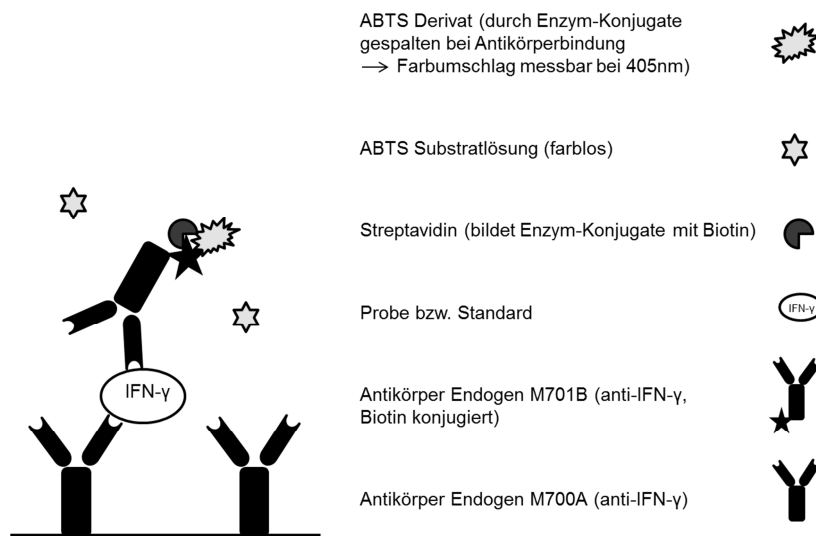 ABTS Derivat (durch Enzym-Konjugate
gespalten bei Antikörperbindung
→ Farbumschlag messbar bei 405nm)
ABTS Substratlösung (farblos)
Streptavidin (bildet Enzym-Konjugate mit Biotin)
Probe bzw. Standard
IFN-γ
IFN-γ
Antikörper Endogen M701B (anti-IFN-γ,
Biotin konjugiert)
Antikörper Endogen M700A (anti-IFN-γ)